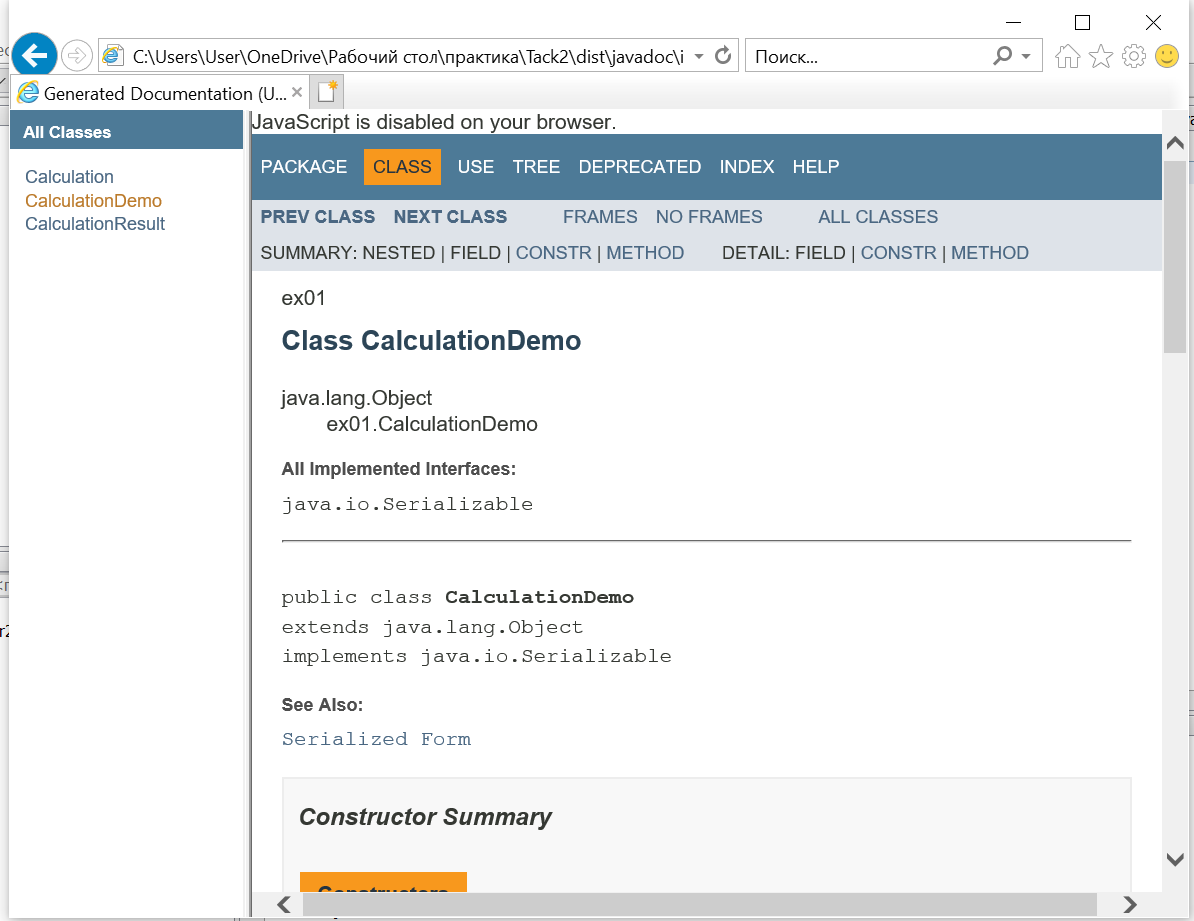 C:\Users\User\OneDrive\Рабочий стол\практика\Tack2\dist\javadoc\i
Поиск...
Generated Documentation (U...
All Classes
Calculation
CalculationDemo
CalculationResult
JavaScript is disabled on your browser.
PACKAGE CLASS USE TREE DEPRECATED INDEX HELP
PREV CLASS NEXT CLASS FRAMES NO FRAMES ALL CLASSES
SUMMARY: NESTED | FIELD | CONSTR | METHOD DETAIL: FIELD | CONSTR | METHOD
ex01
Class CalculationDemo
java.lang.Object
ex01.CalculationDemo
All Implemented Interfaces:
java.io.Serializable
public class CalculationDemo
extends java.lang.Object
implements java.io.Serializable
See Also:
Serialized Form
Constructor Summary
Constructors